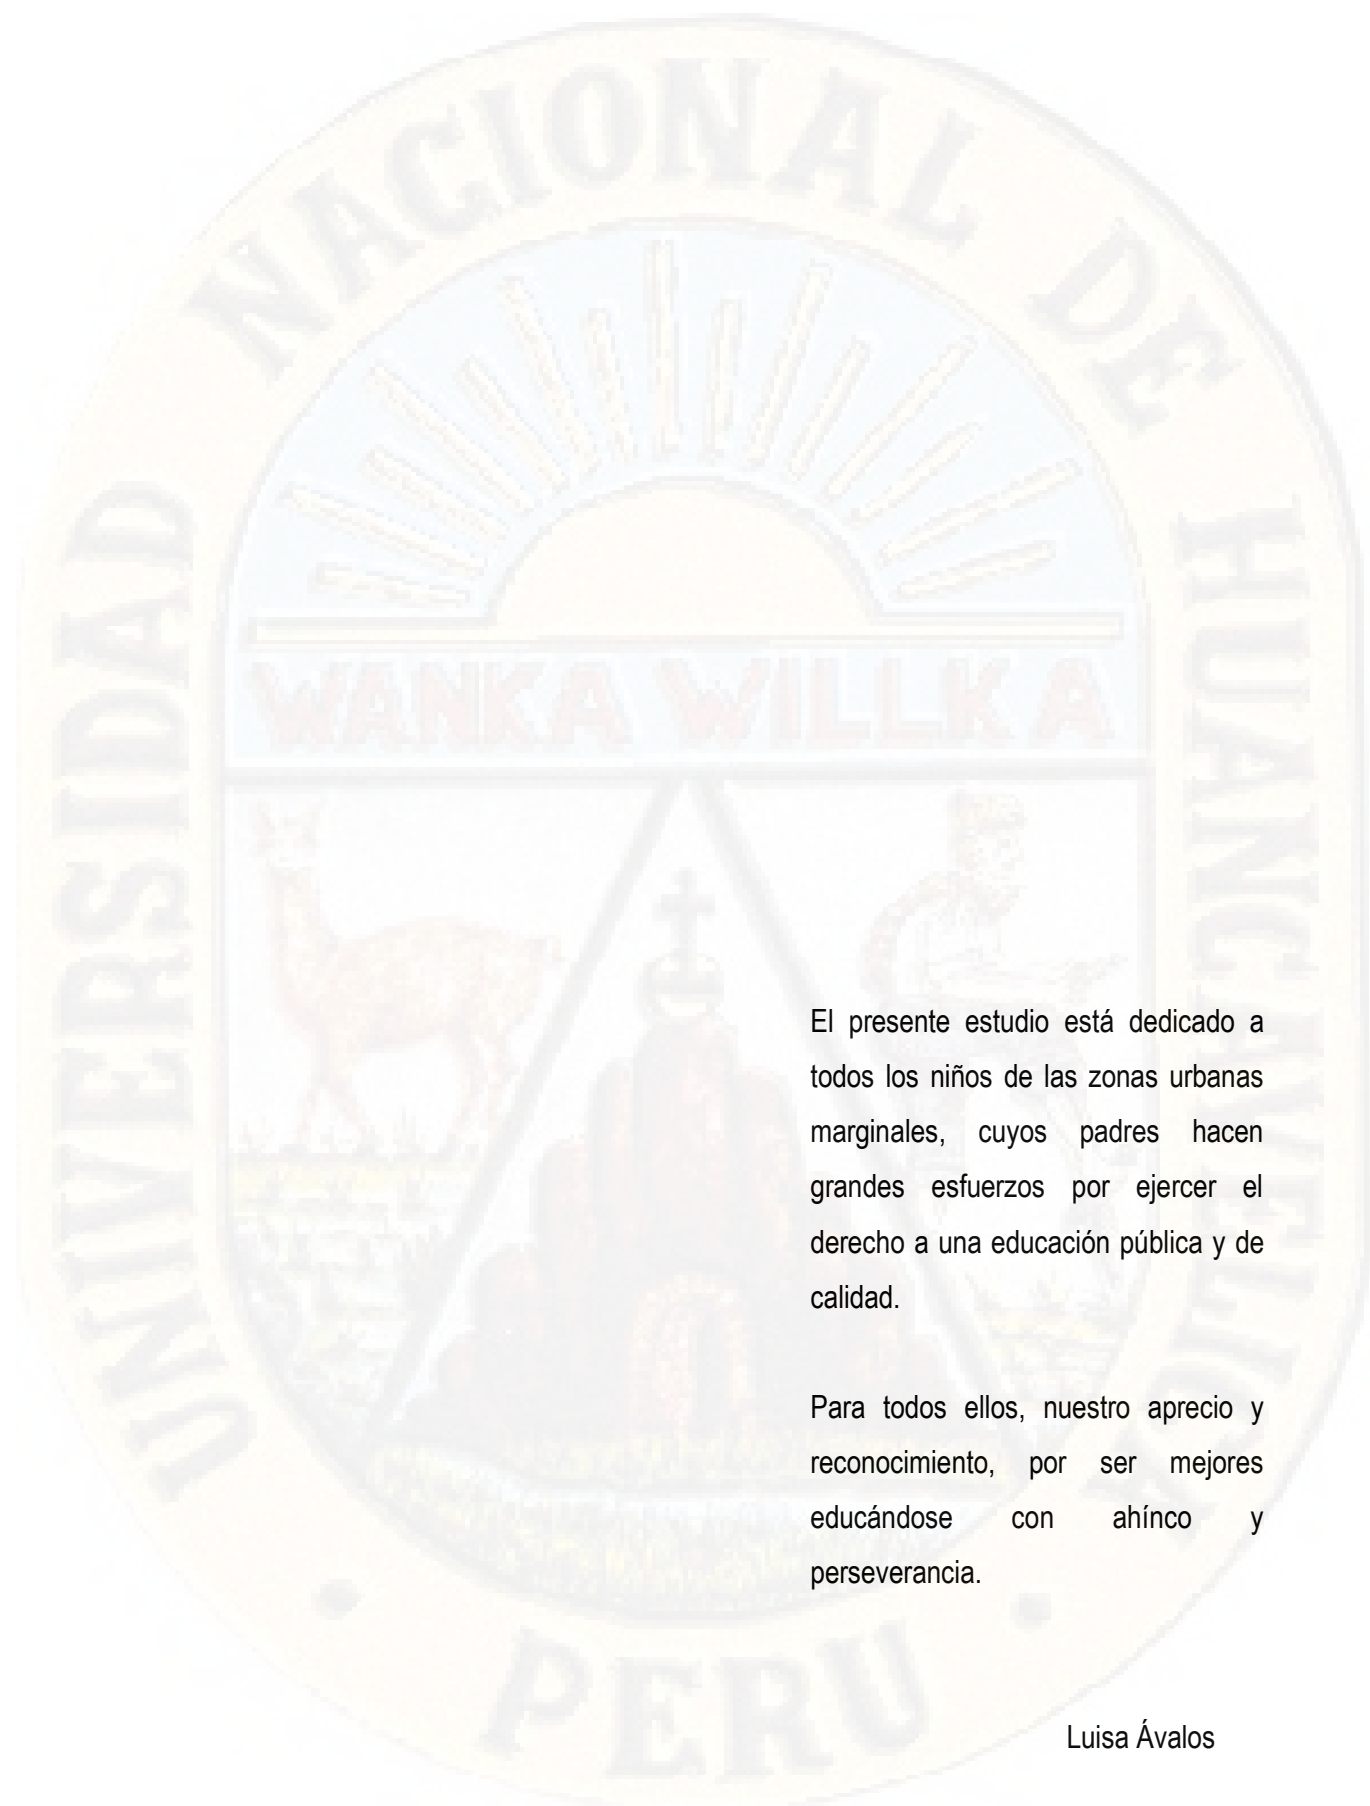 UNIVERSIDAD NACIONAL DE HUANCAVELICA
WANKA WILLKA
El presente estudio está dedicado a
todos los niños de las zonas urbanas
marginales, cuyos padres hacen
grandes esfuerzos por ejercer el
derecho a una educación pública y de
calidad.
Para todos ellos, nuestro aprecio y
reconocimiento, por ser mejores
educándose con ahínco y
perseverancia.
• PERU •
Luisa Ávalos